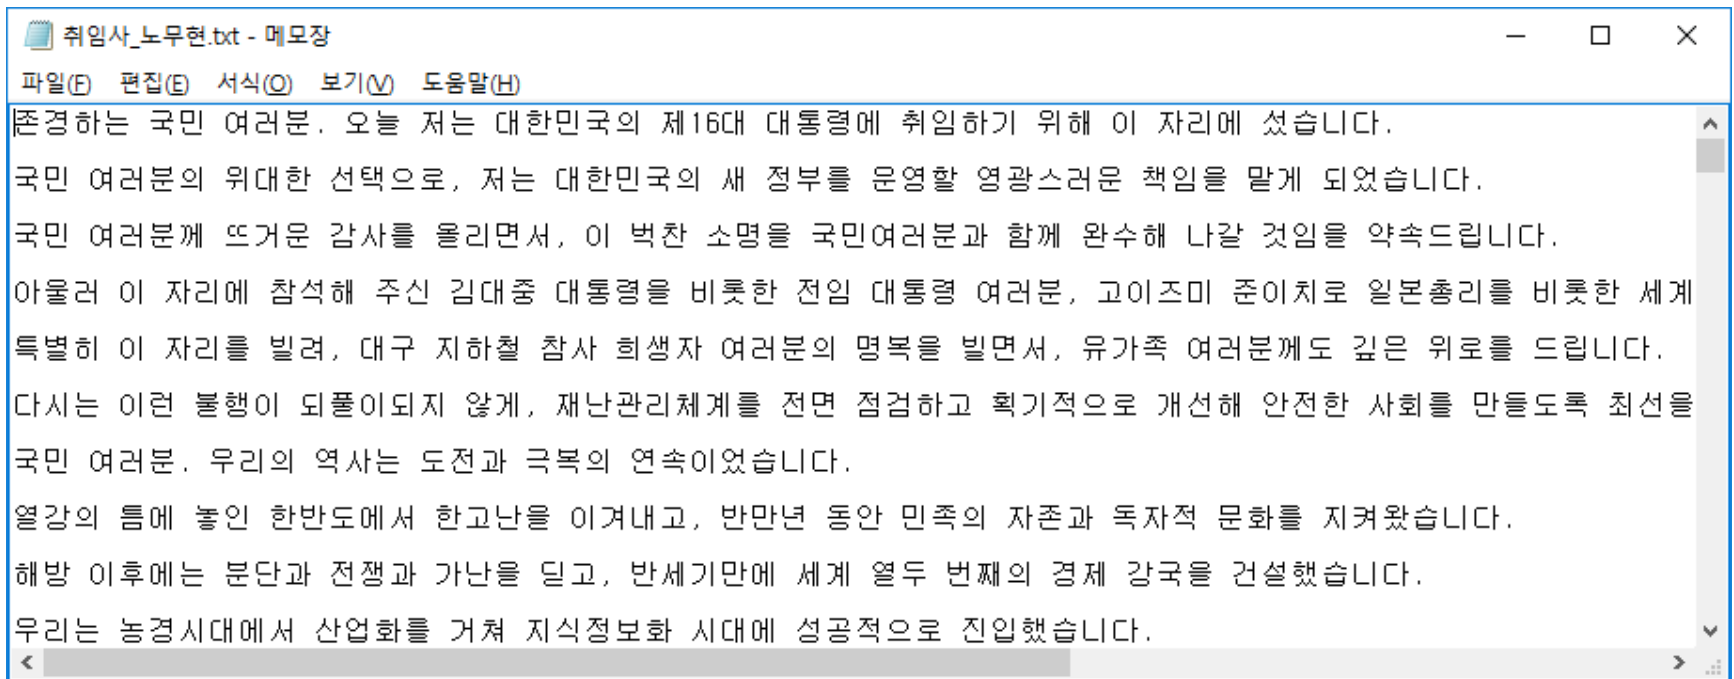 취임사_노무현.txt - 메모장
파일(F) 편집(E) 서식(O) 보기(V) 도움말(H)
존경하는 국민 여러분. 오늘 저는 대한민국의 제16대 대통령에 취임하기 위해 이 자리에 섰습니다.
국민 여러분의 위대한 선택으로, 저는 대한민국의 새 정부를 운영할 영광스러운 책임을 맡게 되었습니다.
국민 여러분께 뜨거운 감사를 올리면서, 이 벅찬 소명을 국민여러분과 함께 완수해 나갈 것임을 약속드립니다.
아울러 이 자리에 참석해 주신 김대중 대통령을 비롯한 전임 대통령 여러분, 고이즈미 준이치로 일본총리를 비롯한 세계
특별히 이 자리를 빌려, 대구 지하철 참사 희생자 여러분의 명복을 빌면서, 유가족 여러분께도 깊은 위로를 드립니다.
다시는 이런 불행이 되풀이되지 않게, 재난관리체계를 전면 점검하고 획기적으로 개선해 안전한 사회를 만들도록 최선을
국민 여러분. 우리의 역사는 도전과 극복의 연속이었습니다.
열강의 틈에 놓인 한반도에서 한고난을 이겨내고, 반만년 동안 민족의 자존과 독자적 문화를 지켜왔습니다.
해방 이후에는 분단과 전쟁과 가난을 딛고, 반세기만에 세계 열두 번째의 경제 강국을 건설했습니다.
우리는 농경시대에서 산업화를 거쳐 지식정보화 시대에 성공적으로 진입했습니다.